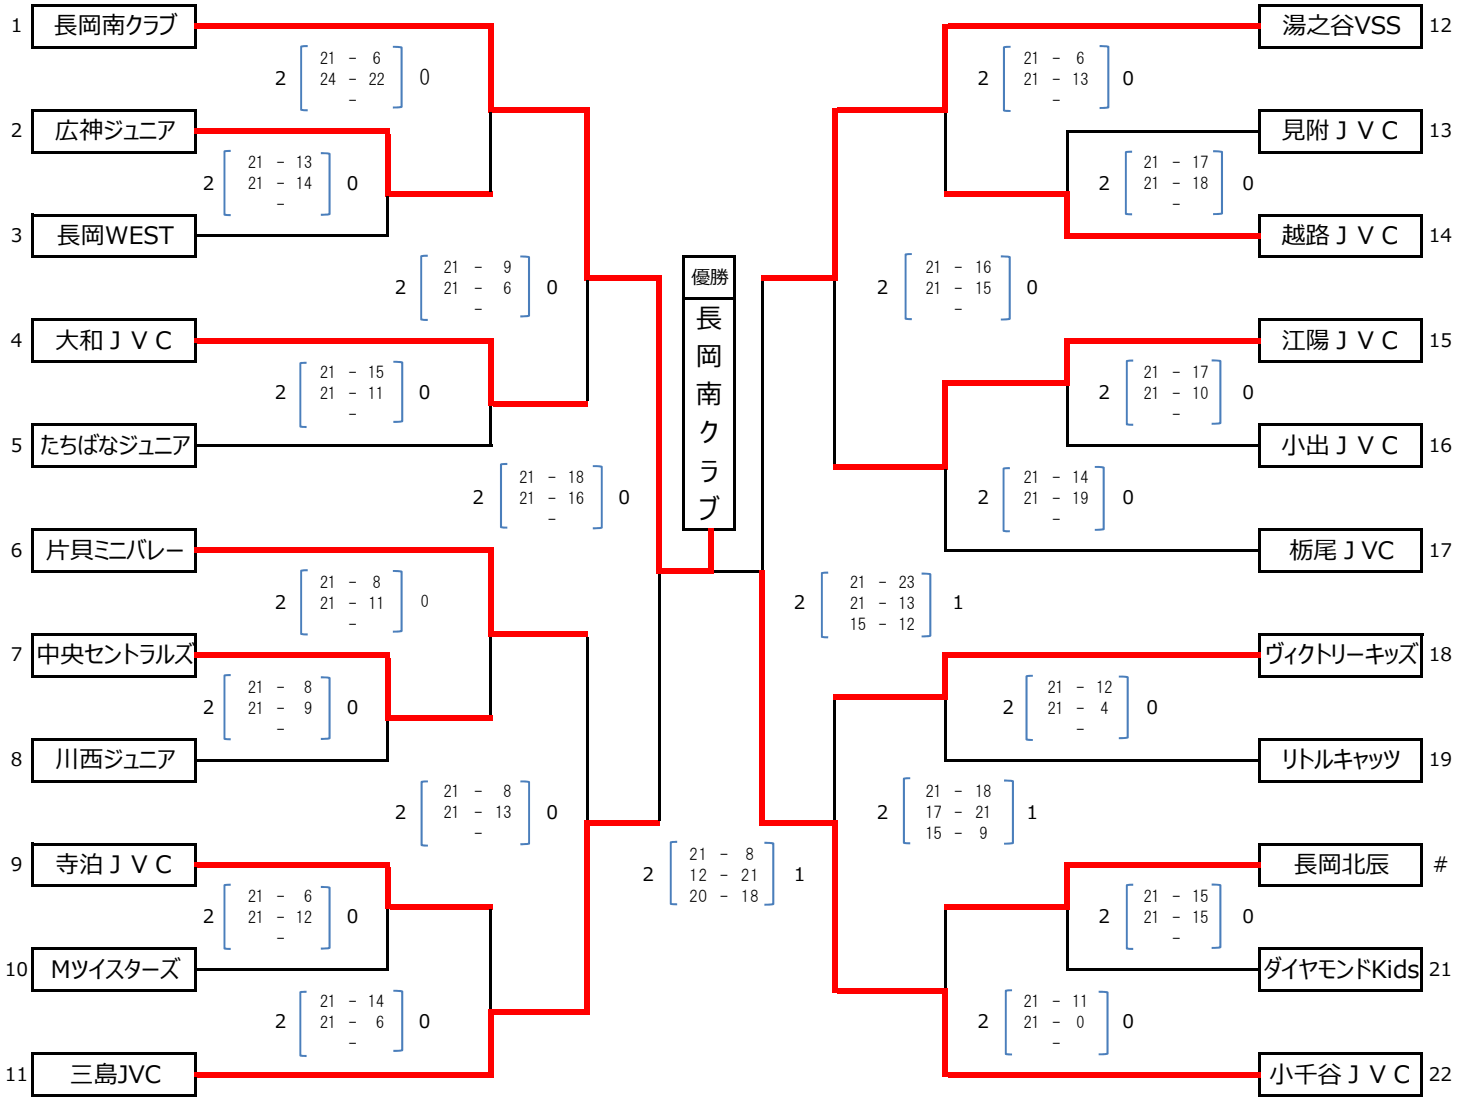 1 長岡南クラブ
2 21 - 6 0
24 - 22
-
2 広神ジュニア
2 21 - 13 0
21 - 14
-
3 長岡WEST
2 21 - 9 0
21 - 6
-
4 大和ＪＶＣ
2 21 - 15 0
21 - 11
-
5 たちばなジュニア
2 21 - 18 0
21 - 16
-
6 片貝ミニバレー
2 21 - 8 0
21 - 11
-
7 中央セントラルズ
2 21 - 8 0
21 - 9
-
8 川西ジュニア
2 21 - 8 0
21 - 13
-
9 寺泊ＪＶＣ
2 21 - 6 0
21 - 12
-
10 Mツイスターズ
2 21 - 14 0
21 - 6
-
11 三島JVC
優勝
長岡南クラブ
2 21 - 8 1
12 - 21
20 - 18
湯之谷VSS 12
2 21 - 6 0
21 - 13
-
見附ＪＶＣ 13
2 21 - 17 0
21 - 18
-
越路ＪＶＣ 14
2 21 - 16 0
21 - 15
-
江陽ＪＶＣ 15
2 21 - 17 0
21 - 10
-
小出ＪＶＣ 16
2 21 - 14 0
21 - 19
-
栃尾ＪVC 17
2 21 - 23 1
21 - 13
15 - 12
ヴィクトリーキッズ 18
2 21 - 12 0
21 - 4
-
リトルキャッツ 19
2 21 - 18 1
17 - 21
15 - 9
長岡北辰 #
2 21 - 15 0
21 - 15
-
ダイヤモンドKids 21
2 21 - 11 0
21 - 0
-
小千谷ＪＶＣ 22